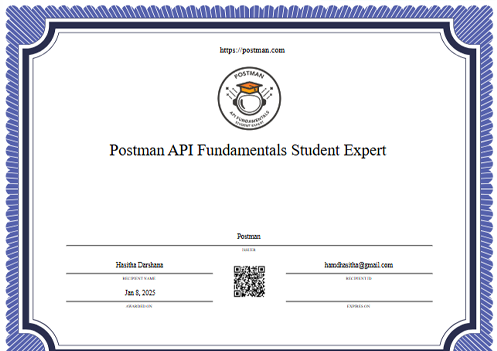 https://postman.com
POSTMAN
API FUNDAMENTALS
STUDENT EXPERT
Postman API Fundamentals Student Expert
Postman
ISSUER
Hasitha Darshana
hamdhasitha@gmail.com
RECIPIENT NAME
RECIPIENT ID
Jan 8, 2025
AWARDED ON
EXPIRES ON